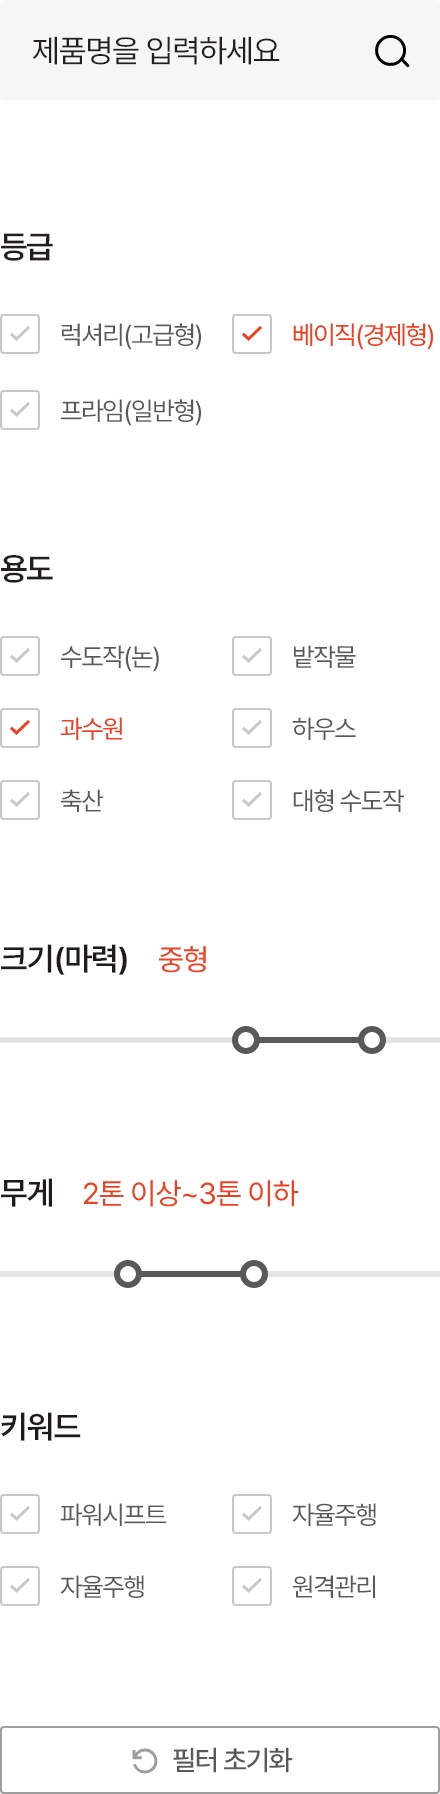 제품명을 입력하세요
등급
럭셔리(고급형) 베이직(경제형)
프라임(일반형)
용도
수도작(논) 밭작물
과수원 하우스
축산 대형 수도작
크기(마력) 중형
무게 2톤 이상~3톤 이하
키워드
파워시프트 자율주행
자율주행 원격관리
필터 초기화